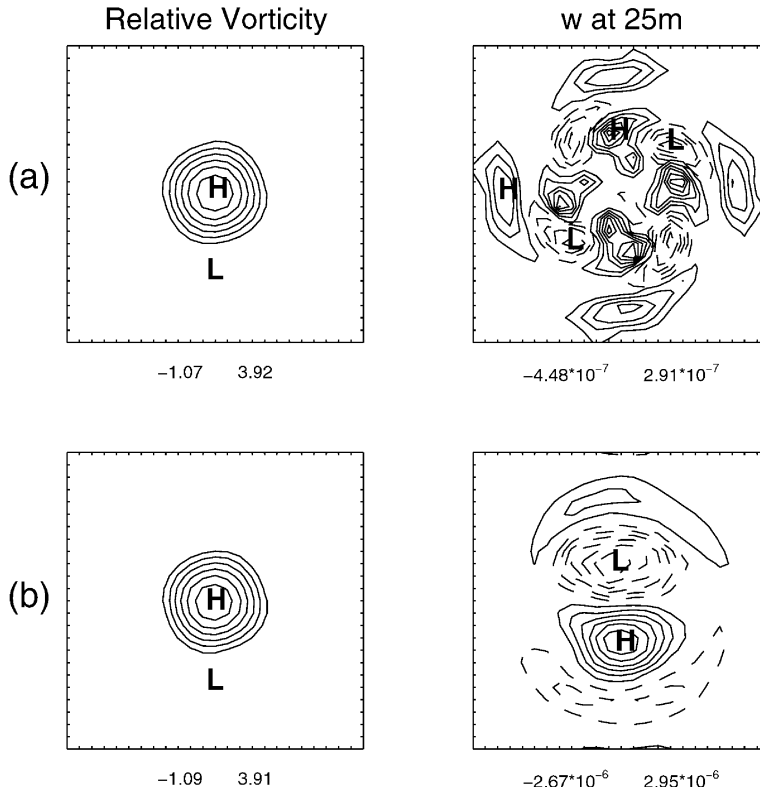 Relative Vorticity w at 25m
(a)
H
L
H
L
H
L
−1.07 3.92 −4.48*10⁻⁷ 2.91*10⁻⁷
(b)
H
L
L
H
−1.09 3.91 −2.67*10⁻⁶ 2.95*10⁻⁶